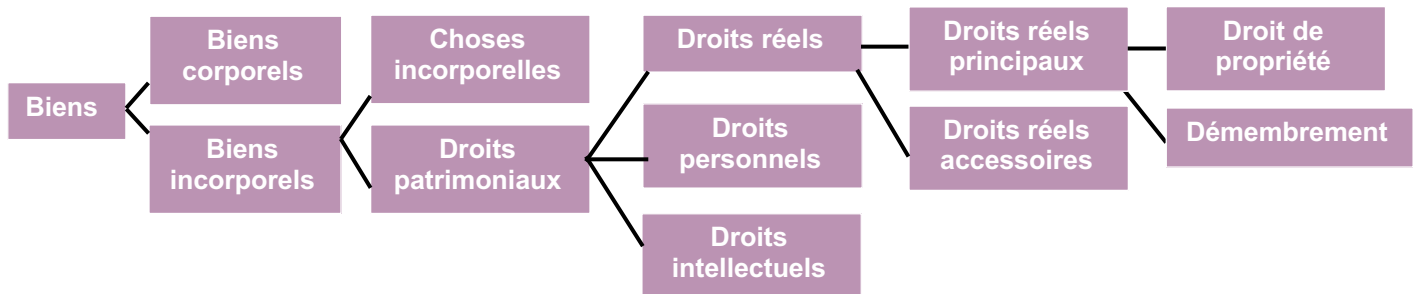 Biens
Biens
corporels
Biens
incorporels
Choses
incorporelles
Droits
patrimoniaux
Droits réels
Droits
personnels
Droits
intellectuels
Droits réels
principaux
Droits réels
accessoires
Droit de
propriété
Démembrement